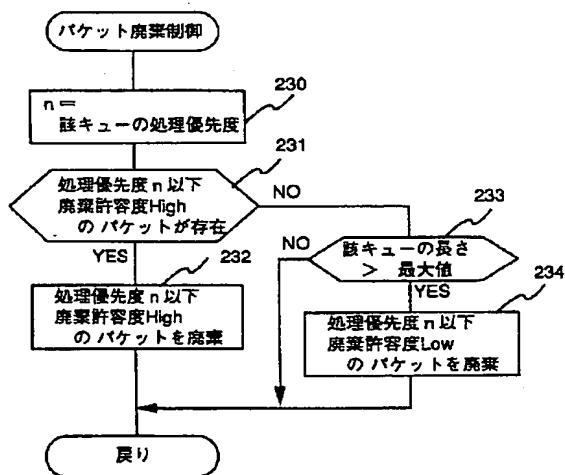 パケット廃棄制御
230
n =
該キューの処理優先度
231
処理優先度 n 以下
廃棄許容度High
の パケットが存在
NO
YES
232
233
該キューの長さ
> 最大値
NO
YES
234
処理優先度 n 以下
廃棄許容度High
の パケットを廃棄
処理優先度 n 以下
廃棄許容度Low
の パケットを廃棄
戻り